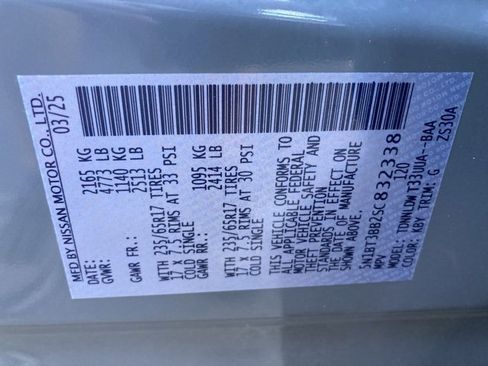 MFD BY NISSAN MOTOR CO., LTD.
03/25
DATE:
GVWR: 2165 KG
4773 LB
GAWR FR.: 1140 KG
2513 LB
WITH 235/65R17 TIRES
17 X 7.5 RIMS AT 33 PSI
COLD SINGLE
GAWR RR.: 1095 KG
2414 LB
WITH 235/65R17 TIRES
17 X 7.5 RIMS AT 30 PSI
COLD SINGLE
THIS VEHICLE CONFORMS TO
ALL APPLICABLE FEDERAL
MOTOR VEHICLE SAFETY AND
THEFT PREVENTION
STANDARDS IN EFFECT ON
THE DATE OF MANUFACTURE
SHOWN ABOVE.
5N1BT3BB2SC832338
MPV 120
MODEL: TDWNLDW T33UUA--BAA
COLOR: KBY TRIM: G ZS30A